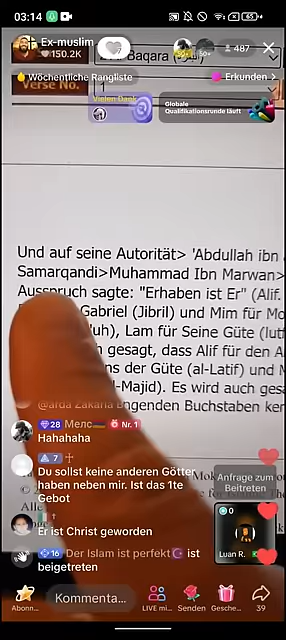 03:14
65
Ex-muslim
150.2K
50+
487
Baqara
Wöchentliche Rangliste
Erkunden >
Verse No.
1
Vielen Dank
Globale
Qualifikationsrunde läuft
Und auf seine Autorität> 'Abdullah ibn
Samarqandi>Muhammad Ibn Marwan>
Ausspruch sagte: "Erhaben ist Er" (Alif.
Gabriel (Jibril) und Mim für Mo
Lam für Seine Güte (lutf
gesagt, dass Alif für den A
der Güte (al-Latif) und M
-Majid). Es wird auch gesa
Buchstaben
28 Nr. 1
Hahahaha
7
Du sollst keine anderen Götter
haben neben mir. Ist das 1te
Gebot
Anfrage zum
Beitreten
Er ist Christ geworden
0
16 Der Islam ist perfekt ist
beigetreten
Luan R.
Abonn...
Kommenta...
LIVE mi...
Senden
Gesche...
39